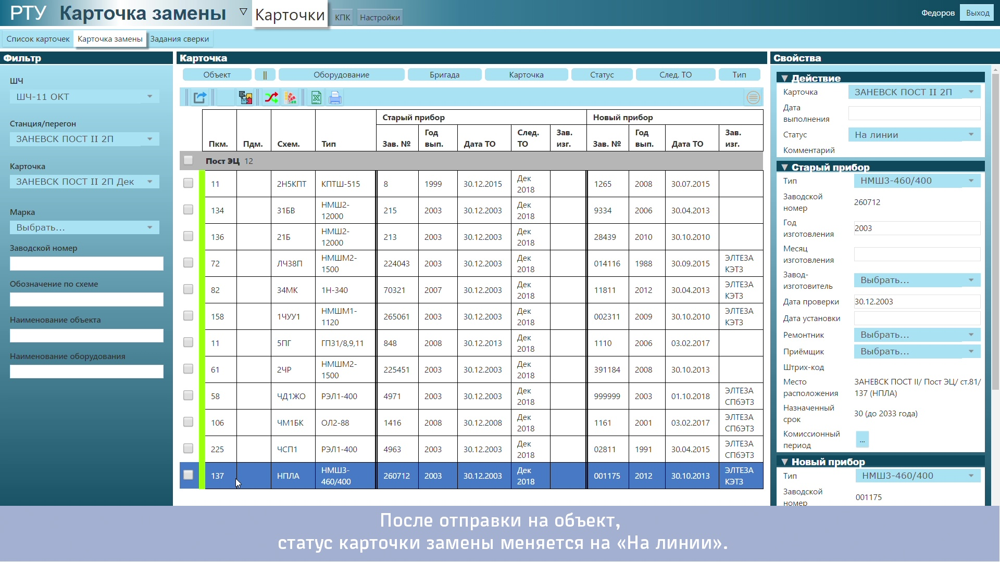 РТУ Карточка замены ▽ Карточки КПК Настройки Федоров Выход
Список карточек Карточка замены Задания сверки
Фильтр
ШЧ
ШЧ-11 ОКТ
Станция/перегон
ЗАНЕВСК ПОСТ II 2П
Карточка
ЗАНЕВСК ПОСТ II 2П Дек
Марка
Выбрать...
Заводской номер
Обозначение по схеме
Наименование объекта
Наименование оборудования
Карточка
Объект || Оборудование Бригада Карточка Статус След. ТО Тип
Старый прибор Новый прибор
Пкм. Пдм. Схем. Тип Зав. № Год вып. Дата ТО След. ТО Зав. изг. Зав. № Год вып. Дата ТО Зав. изг.
Пост ЭЦ 12
11 2Н5КПТ КПТШ-515 8 1999 30.12.2015 Дек 2018 1265 2008 30.07.2015
134 31БВ НМШ2-12000 215 2003 30.12.2003 Дек 2018 9334 2006 30.04.2013
136 21Б НМШ2-12000 213 2003 30.12.2003 Дек 2018 28439 2010 30.10.2010
72 ЛЧ38П НМШМ2-1500 224043 2003 30.12.2003 Дек 2018 014116 1988 30.09.2015 ЭЛТЕЗА КЭТЗ
82 34МК 1Н-340 70321 2007 30.12.2003 Дек 2018 11811 2012 30.04.2013 ЭЛТЕЗА КЭТЗ
158 1ЧУУ1 НМШМ1-1120 265061 2003 30.12.2003 Дек 2018 002311 2009 30.10.2010 ЭЛТЕЗА КЭТЗ
11 5ПГ ГП31/8,9,11 848 2008 30.12.2013 Дек 2018 1110 2006 03.02.2017
61 2ЧР НМШМ2-1500 225451 2003 30.12.2003 Дек 2018 391184 2008 30.10.2013
58 ЧД1ЖО РЭЛ1-400 4971 2003 30.12.2003 Дек 2018 999999 2003 01.10.2018 ЭЛТЕЗА СПбЭТЗ
106 ЧМ1БК ОЛ2-88 1416 2008 30.12.2008 Дек 2018 1161 2001 03.02.2017 ЭЛТЕЗА СПбЭТЗ
225 ЧСП1 РЭЛ1-400 4963 2003 30.12.2003 Дек 2018 02811 1991 30.04.2015 ЭЛТЕЗА СПбЭТЗ
137 НПЛА НМШ3-460/400 260712 2003 30.12.2003 Дек 2018 001175 2012 30.10.2013 ЭЛТЕЗА КЭТЗ
Свойства
▼ Действие
Карточка ЗАНЕВСК ПОСТ II 2П
Дата выполнения
Статус На линии
Комментарий
▼ Старый прибор
Тип НМШ3-460/400
Заводской номер 260712
Год изготовления 2003
Месяц изготовления
Завод-изготовитель Выбрать...
Дата проверки 30.12.2003
Дата установки
Ремонтник Выбрать...
Приёмщик Выбрать...
Штрих-код
Место расположения ЗАНЕВСК ПОСТ II/ Пост ЭЦ/ ст.81/ 137 (НПЛА)
Назначенный срок 30 (до 2033 года)
Комиссионный период ...
▼ Новый прибор
Тип НМШ3-460/400
Заводской номер 001175
После отправки на объект,
статус карточки замены меняется на «На линии».